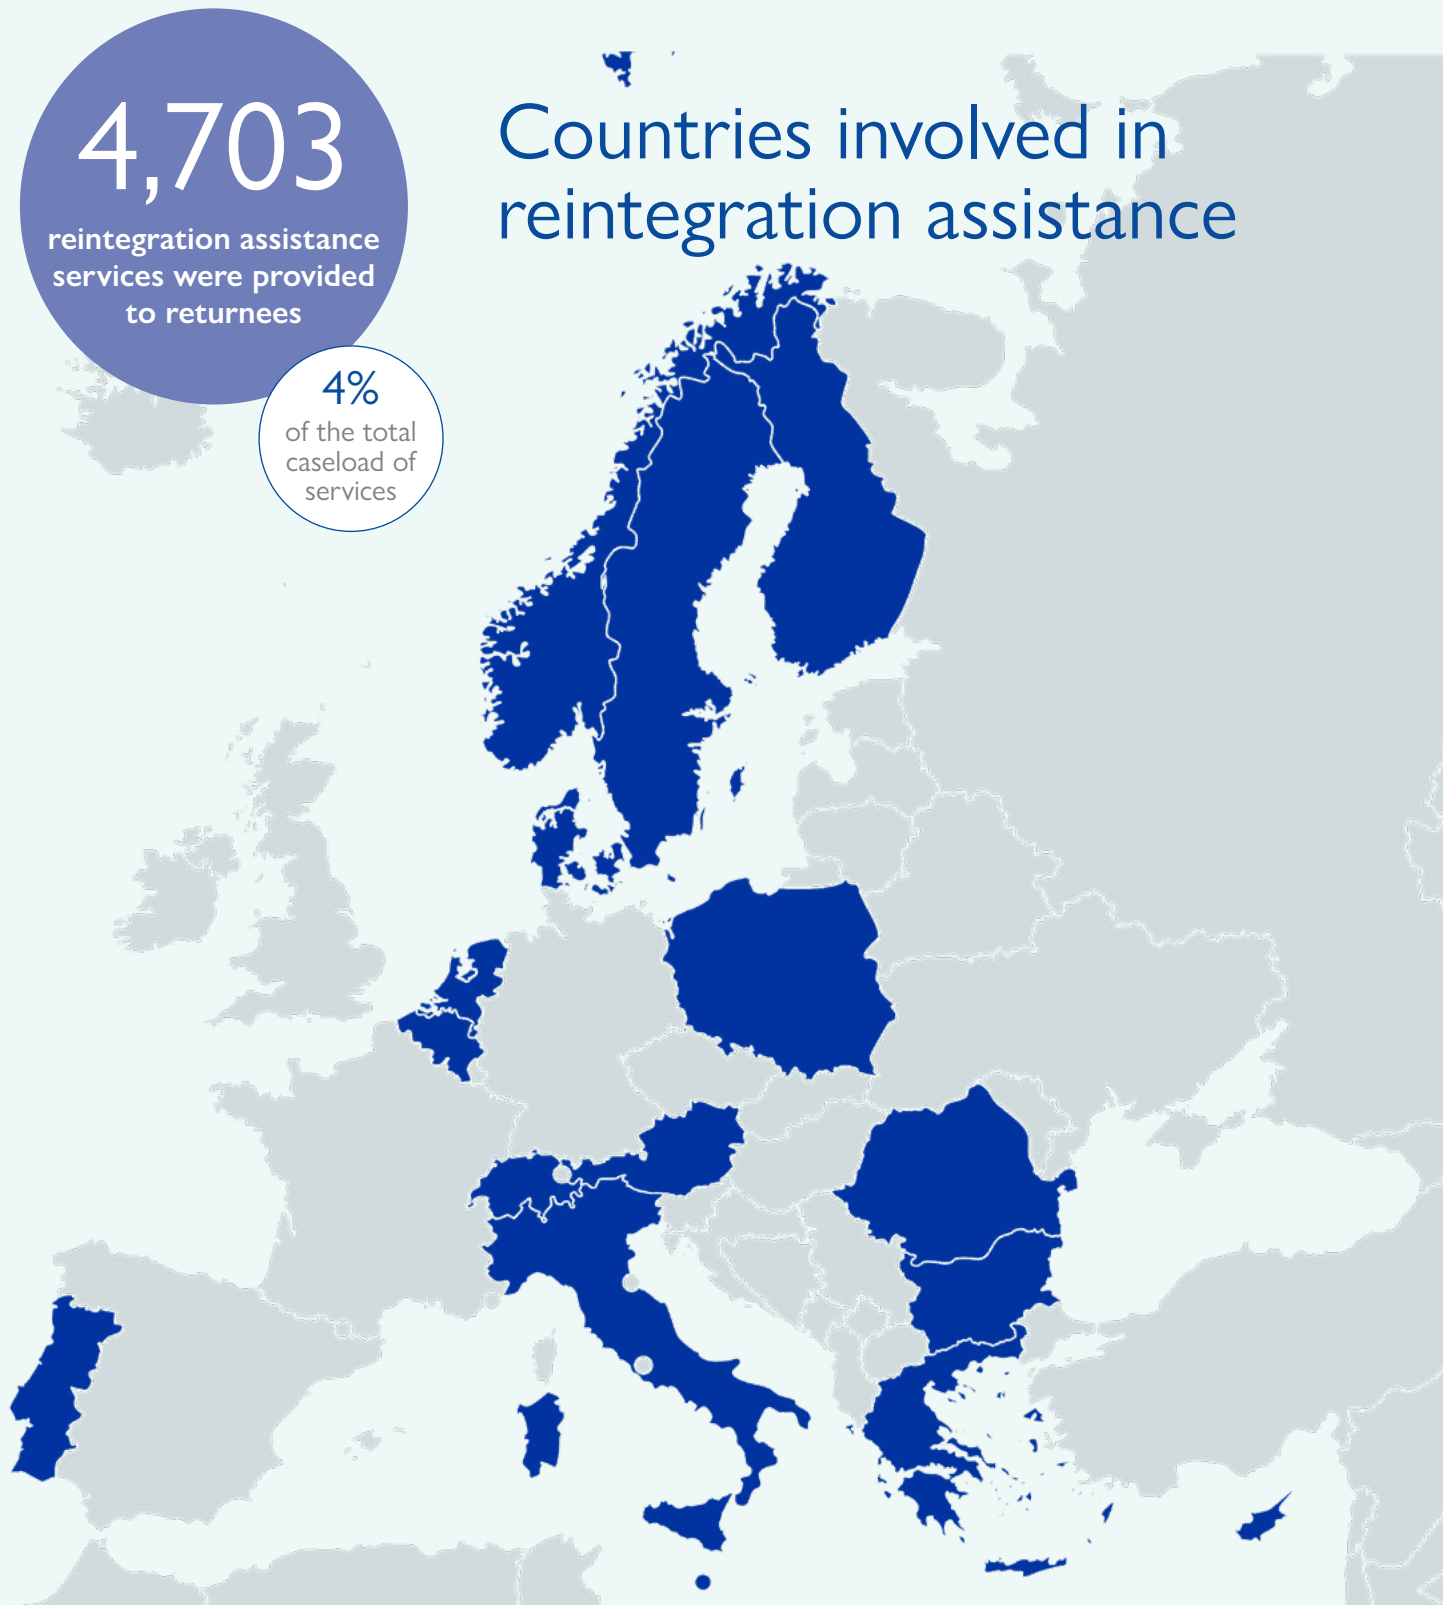 4,703
reintegration assistance
services were provided
to returnees
4%
of the total
caseload of
services
Countries involved in
reintegration assistance